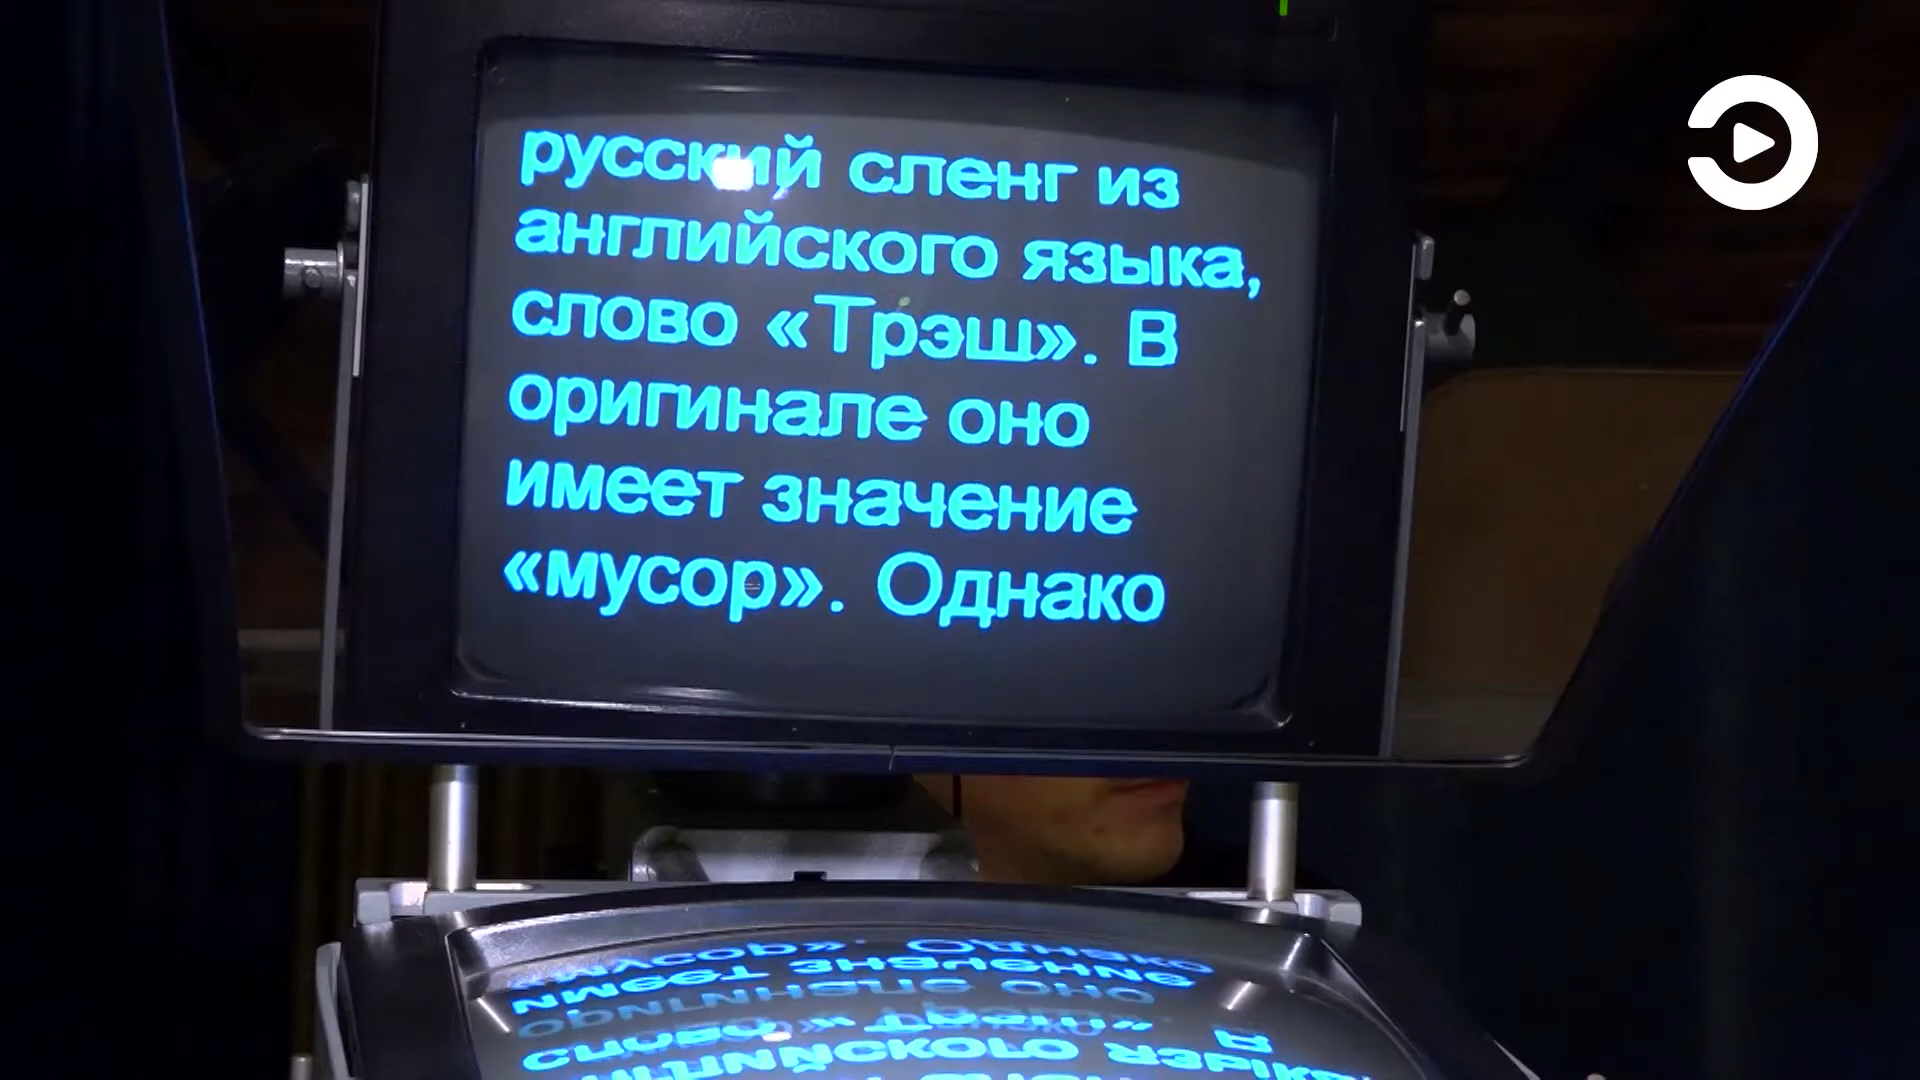 русский сленг из
английского языка,
слово «Трэш». В
оригинале оно
имеет значение
«мусор». Однако